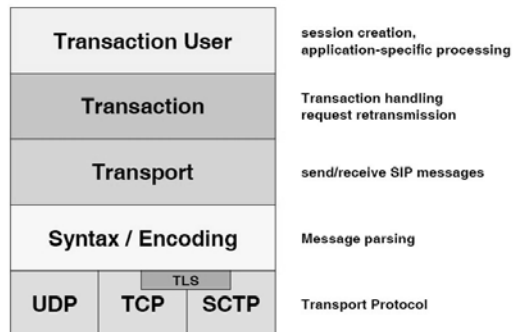 Transaction User
session creation,
application-specific processing
Transaction
Transaction handling
request retransmission
Transport
send/receive SIP messages
Syntax / Encoding
Message parsing
TLS
UDP
TCP
SCTP
Transport Protocol